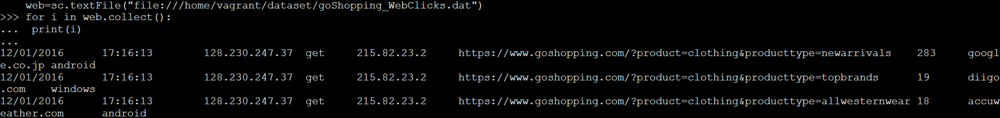 web=sc.textFile("file:///home/vagrant/dataset/goShopping_WebClicks.dat")
>>> for i in web.collect():
...  print(i)
...
12/01/2016      17:16:13        128.230.247.37  get     215.82.23.2     https://www.goshopping.com/?product=clothing&producttype=newarrivals    283     googl
e.co.jp android
12/01/2016      17:16:13        128.230.247.37  get     215.82.23.2     https://www.goshopping.com/?product=clothing&producttype=topbrands      19      diigo
.com    windows
12/01/2016      17:16:13        128.230.247.37  get     215.82.23.2     https://www.goshopping.com/?product=clothing&producttype=allwesternwear 18      accuw
eather.com      android